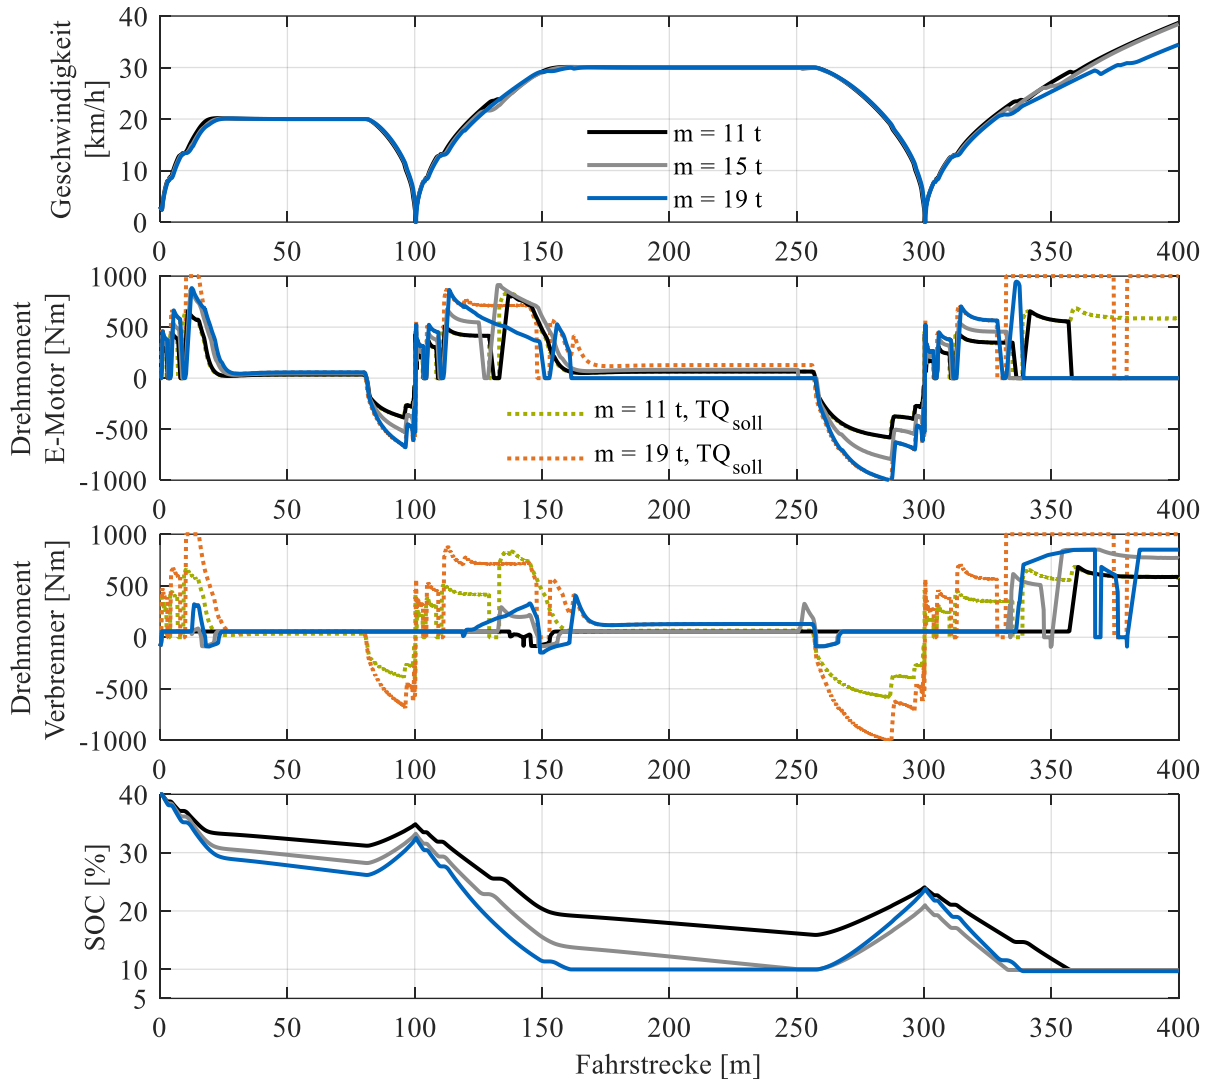 40
30
20
10
0
Geschwindigkeit
[km/h]
m = 11 t
m = 15 t
m = 19 t
0 50 100 150 200 250 300 350 400
1000
500
0
-500
-1000
Drehmoment
E-Motor [Nm]
m = 11 t, TQsoll
m = 19 t, TQsoll
0 50 100 150 200 250 300 350 400
1000
500
0
-500
-1000
Drehmoment
Verbrenner [Nm]
0 50 100 150 200 250 300 350 400
40
30
20
10
5
SOC [%]
0 50 100 150 200 250 300 350 400
Fahrstrecke [m]